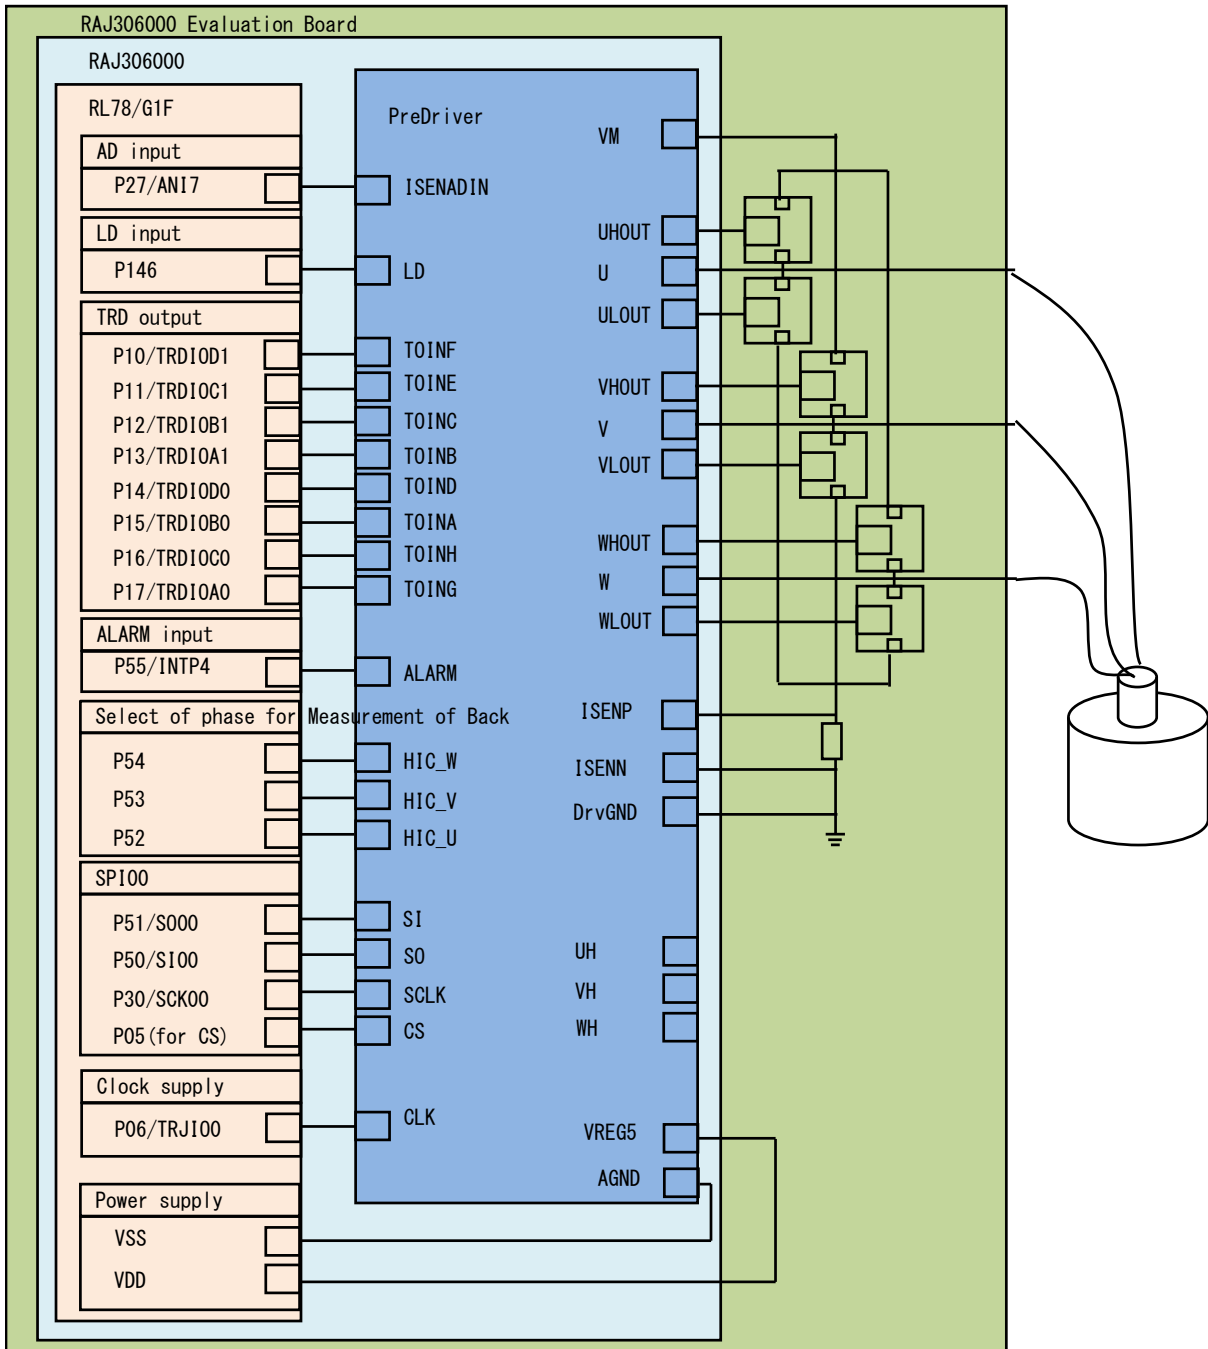 RAJ306000 Evaluation Board
RAJ306000
RL78/G1F
PreDriver
AD input
P27/ANI7
LD input
P146
TRD output
P10/TRDIOD1
P11/TRDIOC1
P12/TRDIOB1
P13/TRDIOA1
P14/TRDIOD0
P15/TRDIOB0
P16/TRDIOC0
P17/TRDIOA0
ALARM input
P55/INTP4
Select of phase for Measurement of Back
P54
P53
P52
SPI00
P51/SO00
P50/SI00
P30/SCK00
P05(for CS)
Clock supply
P06/TRJIO0
Power supply
VSS
VDD
ISENADIN
LD
TOINF
TOINE
TOINC
TOINB
TOIND
TOINA
TOINH
TOING
ALARM
HIC_W
HIC_V
HIC_U
SI
SO
SCLK
CS
CLK
VM
UHOUT
U
ULOUT
VHOUT
V
VLOUT
WHOUT
W
WLOUT
ISENP
ISENN
DrvGND
UH
VH
WH
VREG5
AGND